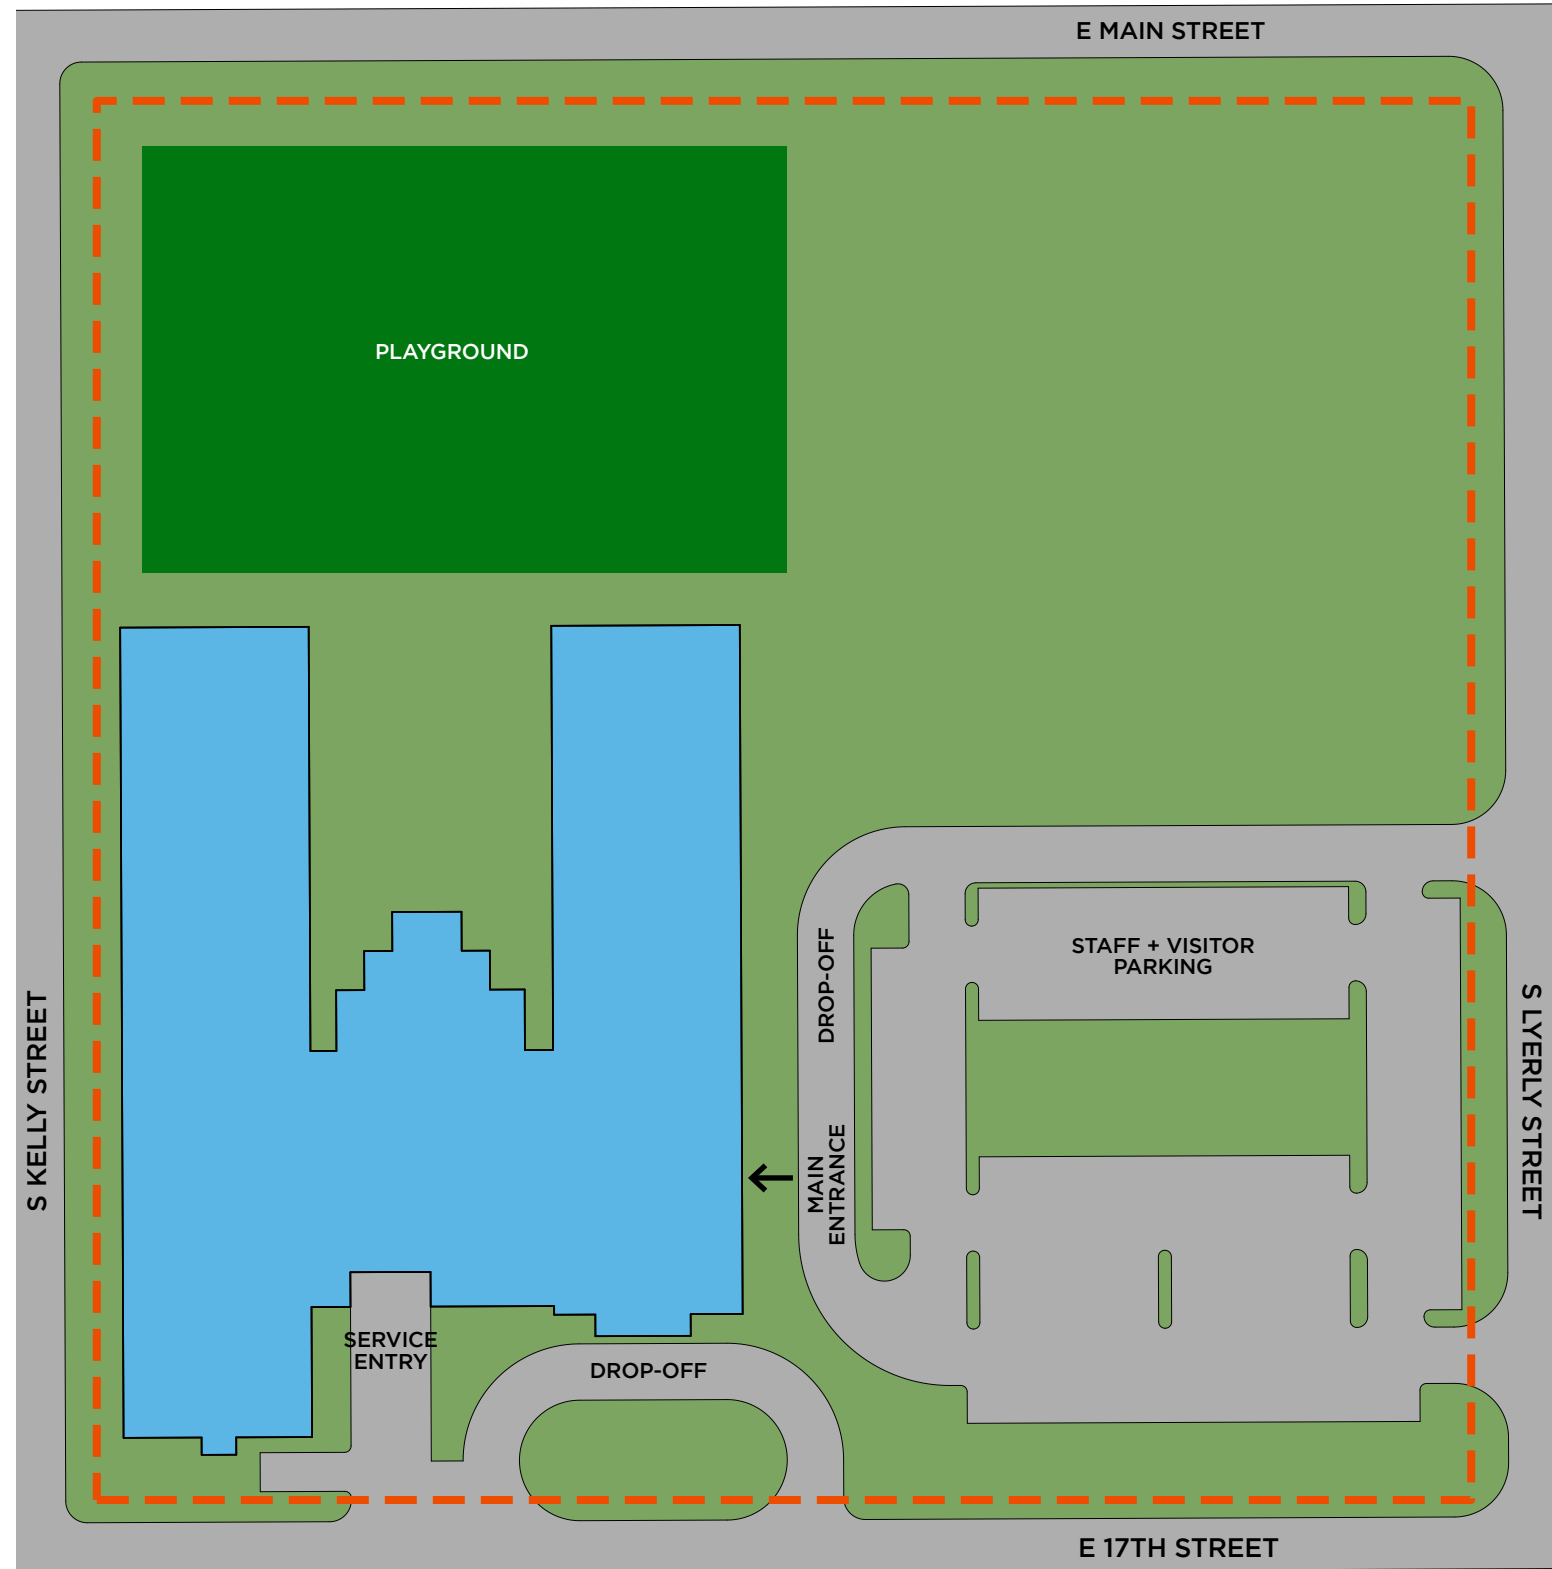 E MAIN STREET
PLAYGROUND
DROP-OFF
STAFF + VISITOR
PARKING
S KELLY STREET
S LYERLY STREET
MAIN
ENTRANCE
SERVICE
ENTRY
DROP-OFF
E 17TH STREET